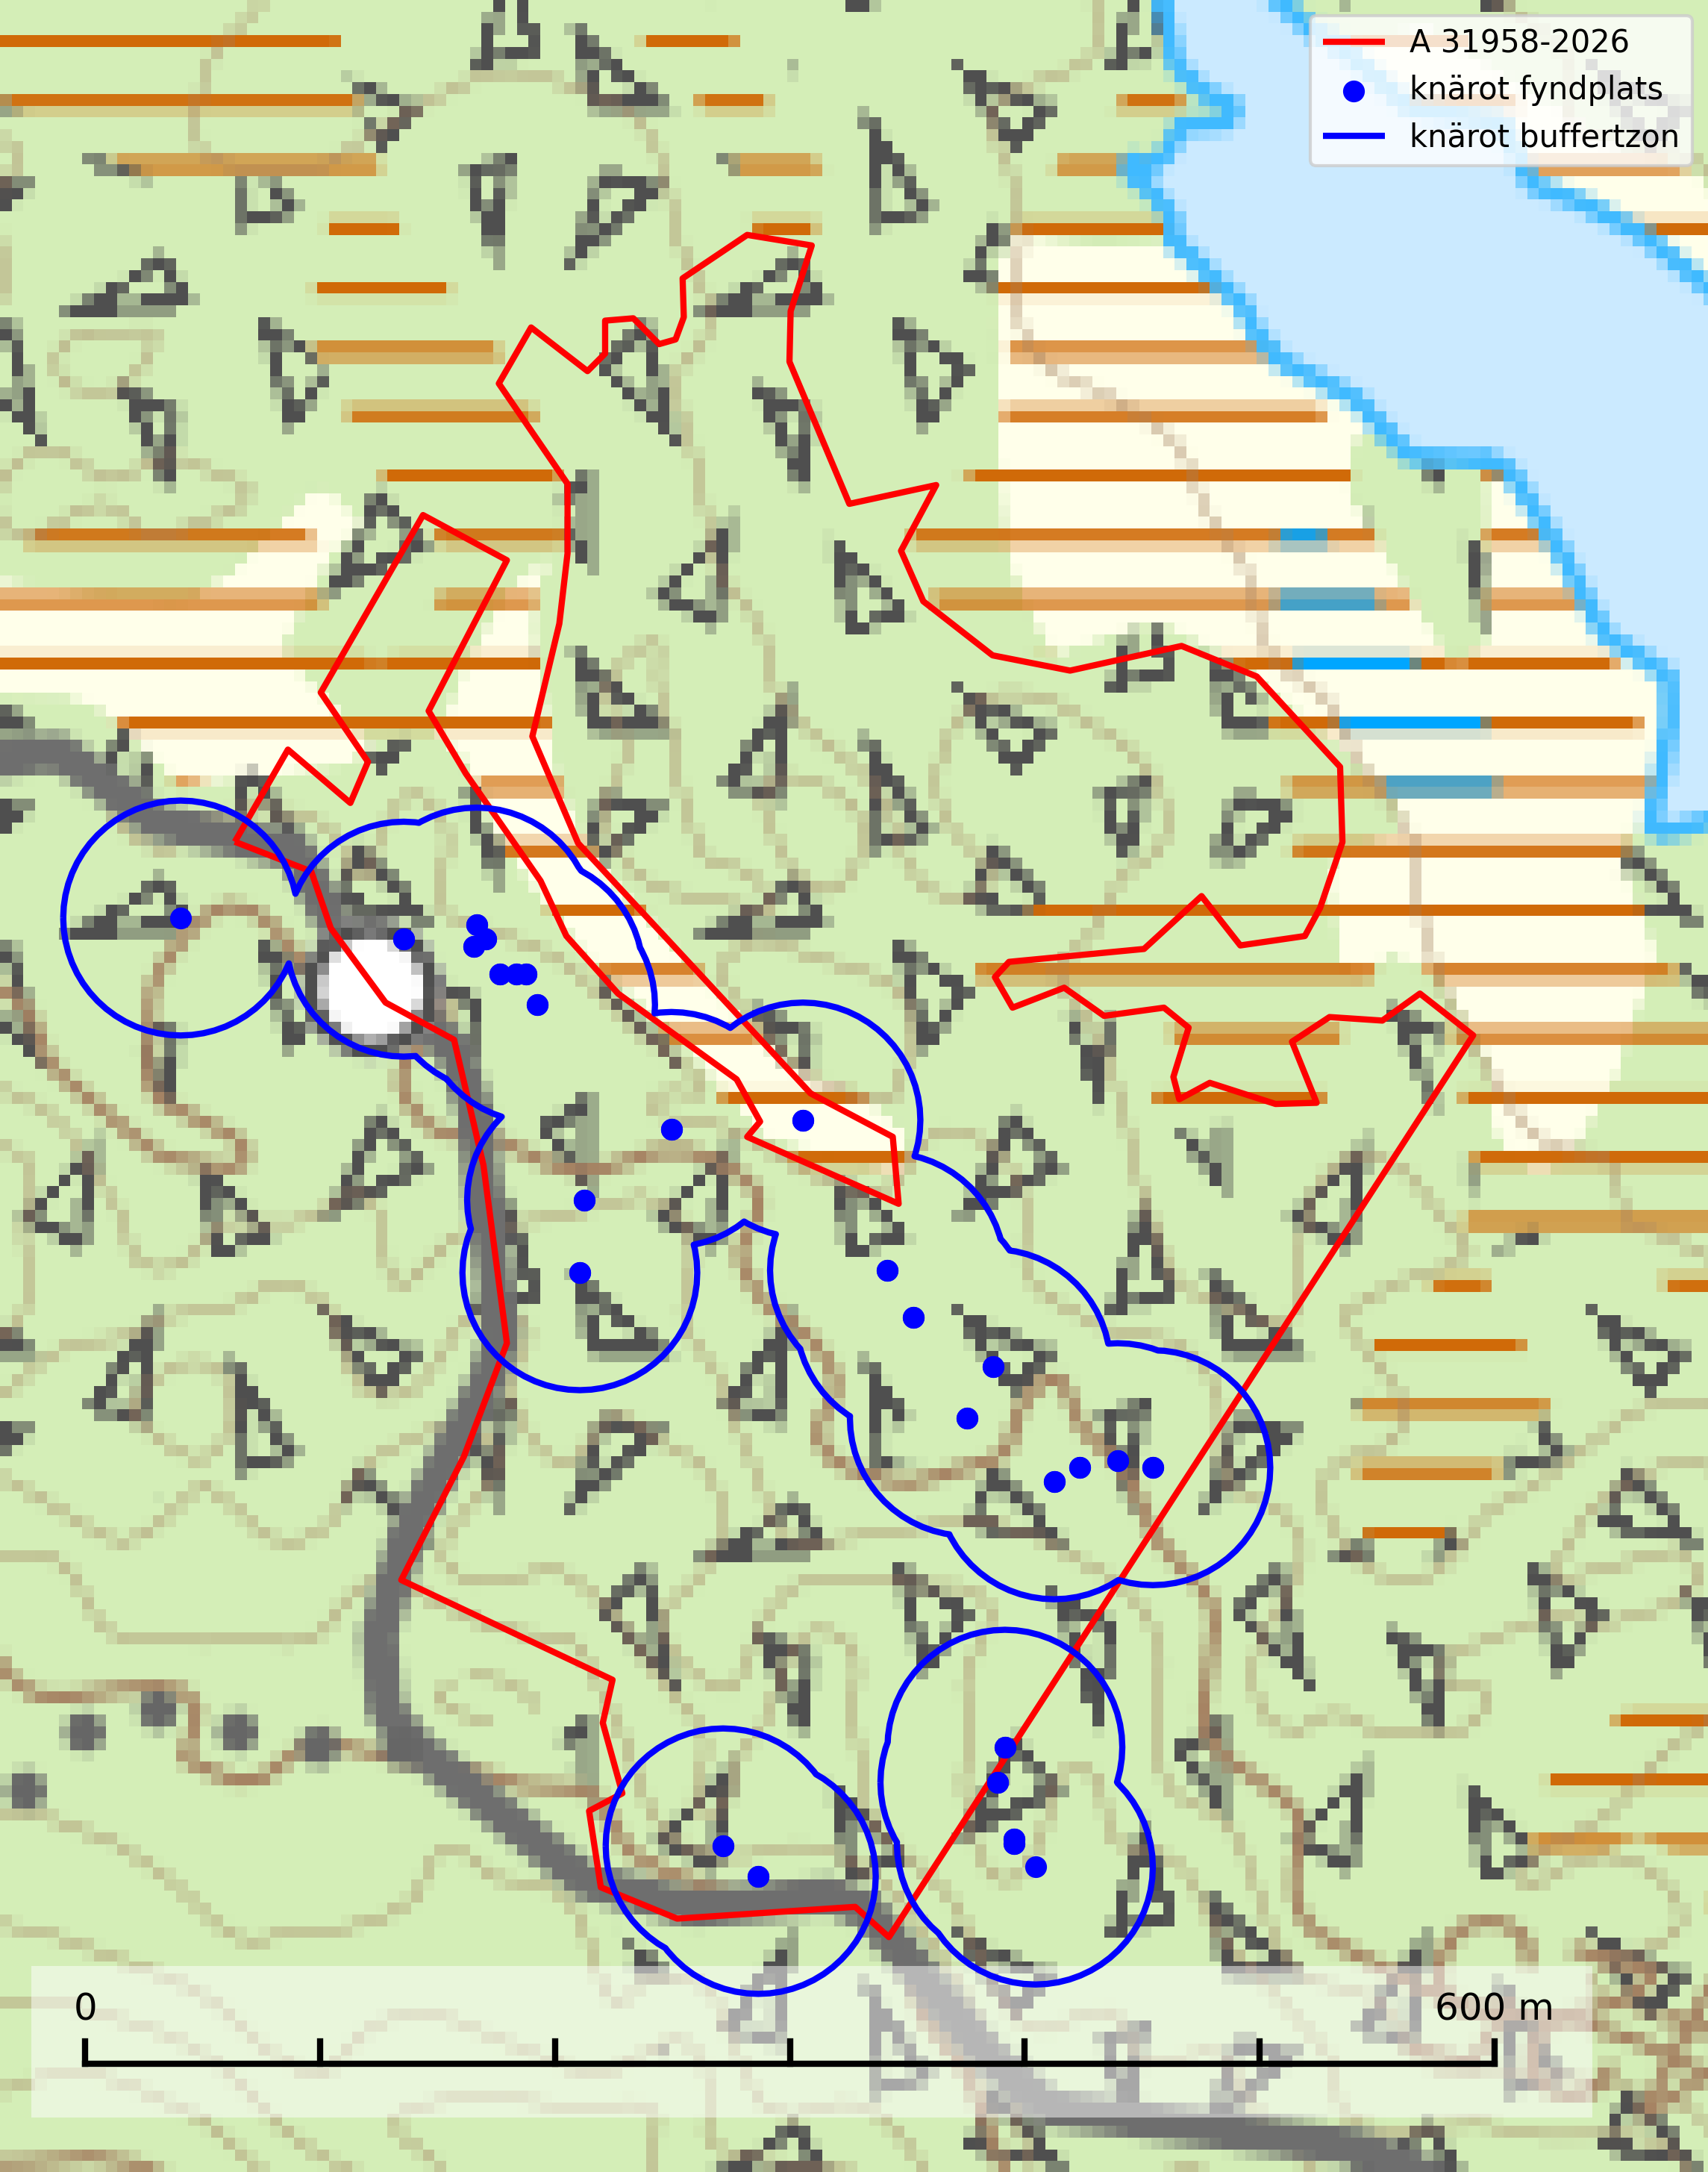 A 31958-2026
knärot fyndplats
knärot buffertzon
0
600 m